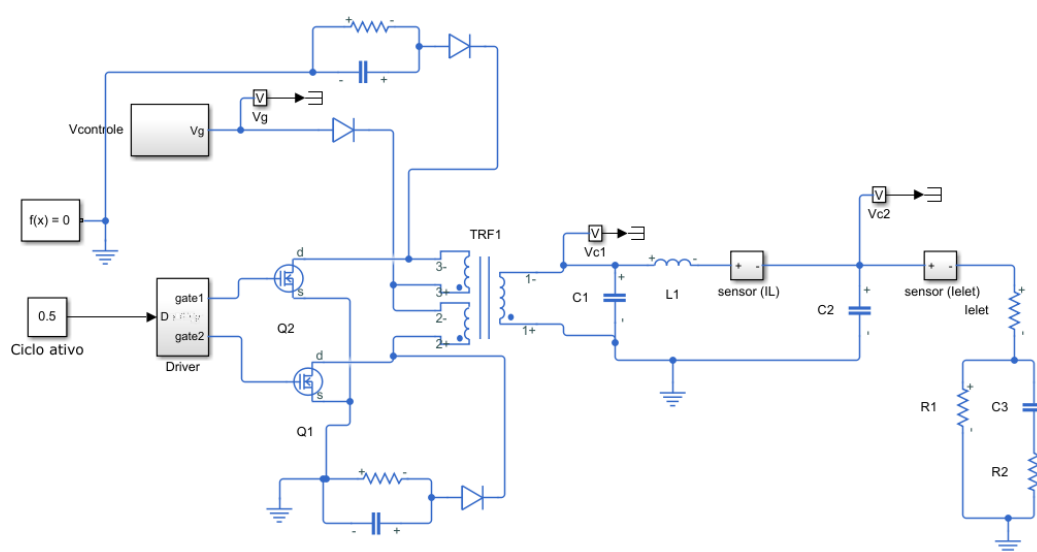 + -
- +
V
Vg
Vcontrole
Vg
f(x) = 0
V
Vc2
TRF1
V
Vc1
d
3-
1-
+ -
+ -
+ -
gate1
s
3+
C1
+
L1
sensor (IL)
sensor (Ielet)
Ielet
+
0.5
D
Q2
2-
C2
+
-
gate2
1+
-
-
Ciclo ativo
d
2+
Driver
s
+
R1
C3
-
Q1
R2
+ -
- +